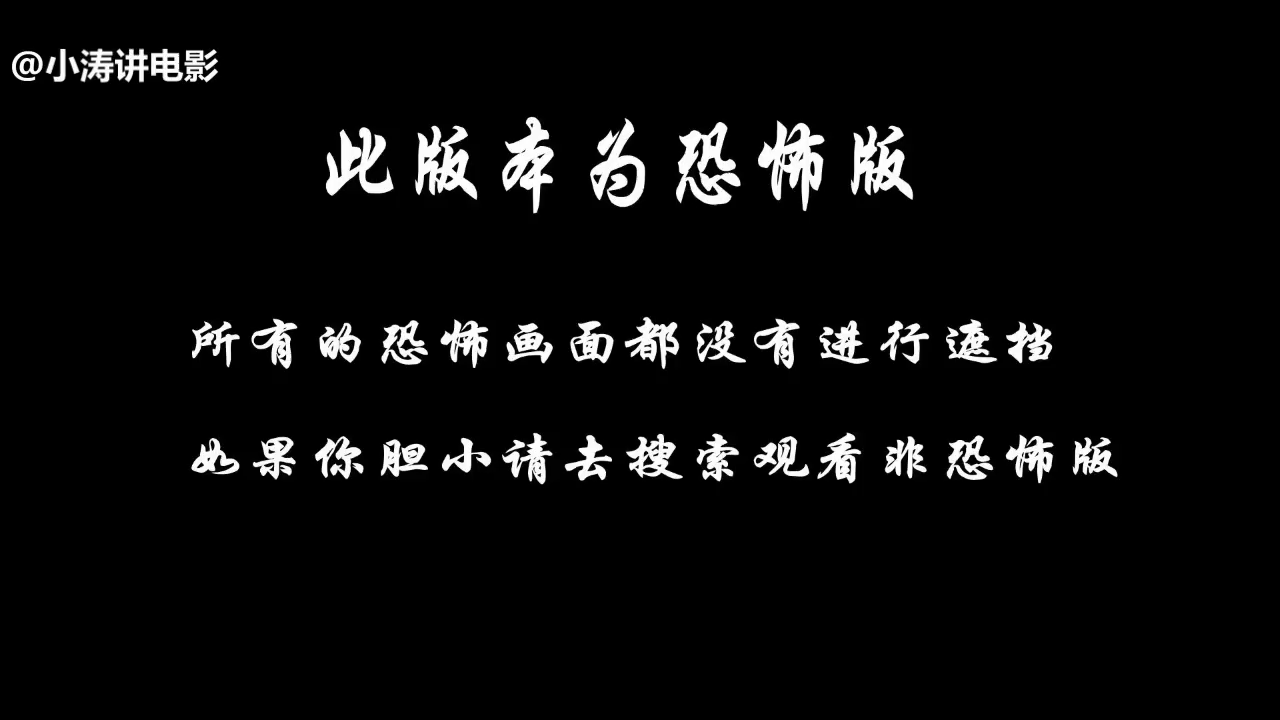 @小涛讲电影
此版本为恐怖版
所有的恐怖画面都没有进行遮挡
如果你胆小请去搜索观看非恐怖版